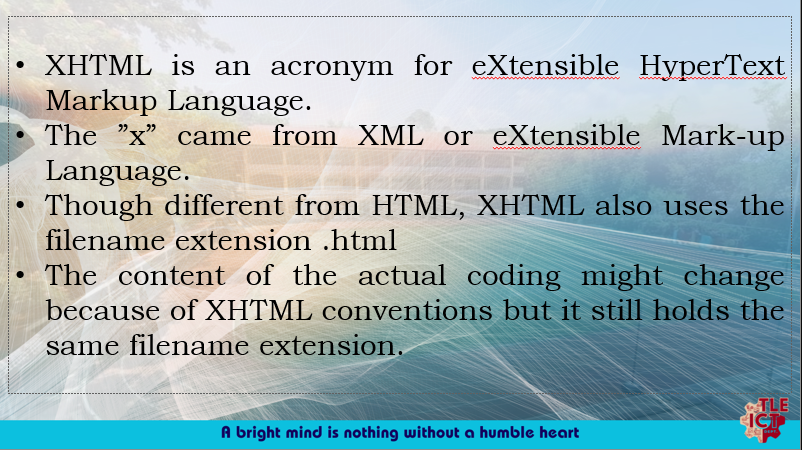 • XHTML is an acronym for eXtensible HyperText
Markup Language.
• The ”x” came from XML or eXtensible Mark-up
Language.
• Though different from HTML, XHTML also uses the
filename extension .html
• The content of the actual coding might change
because of XHTML conventions but it still holds the
same filename extension.
A bright mind is nothing without a humble heart
TLE
ICT